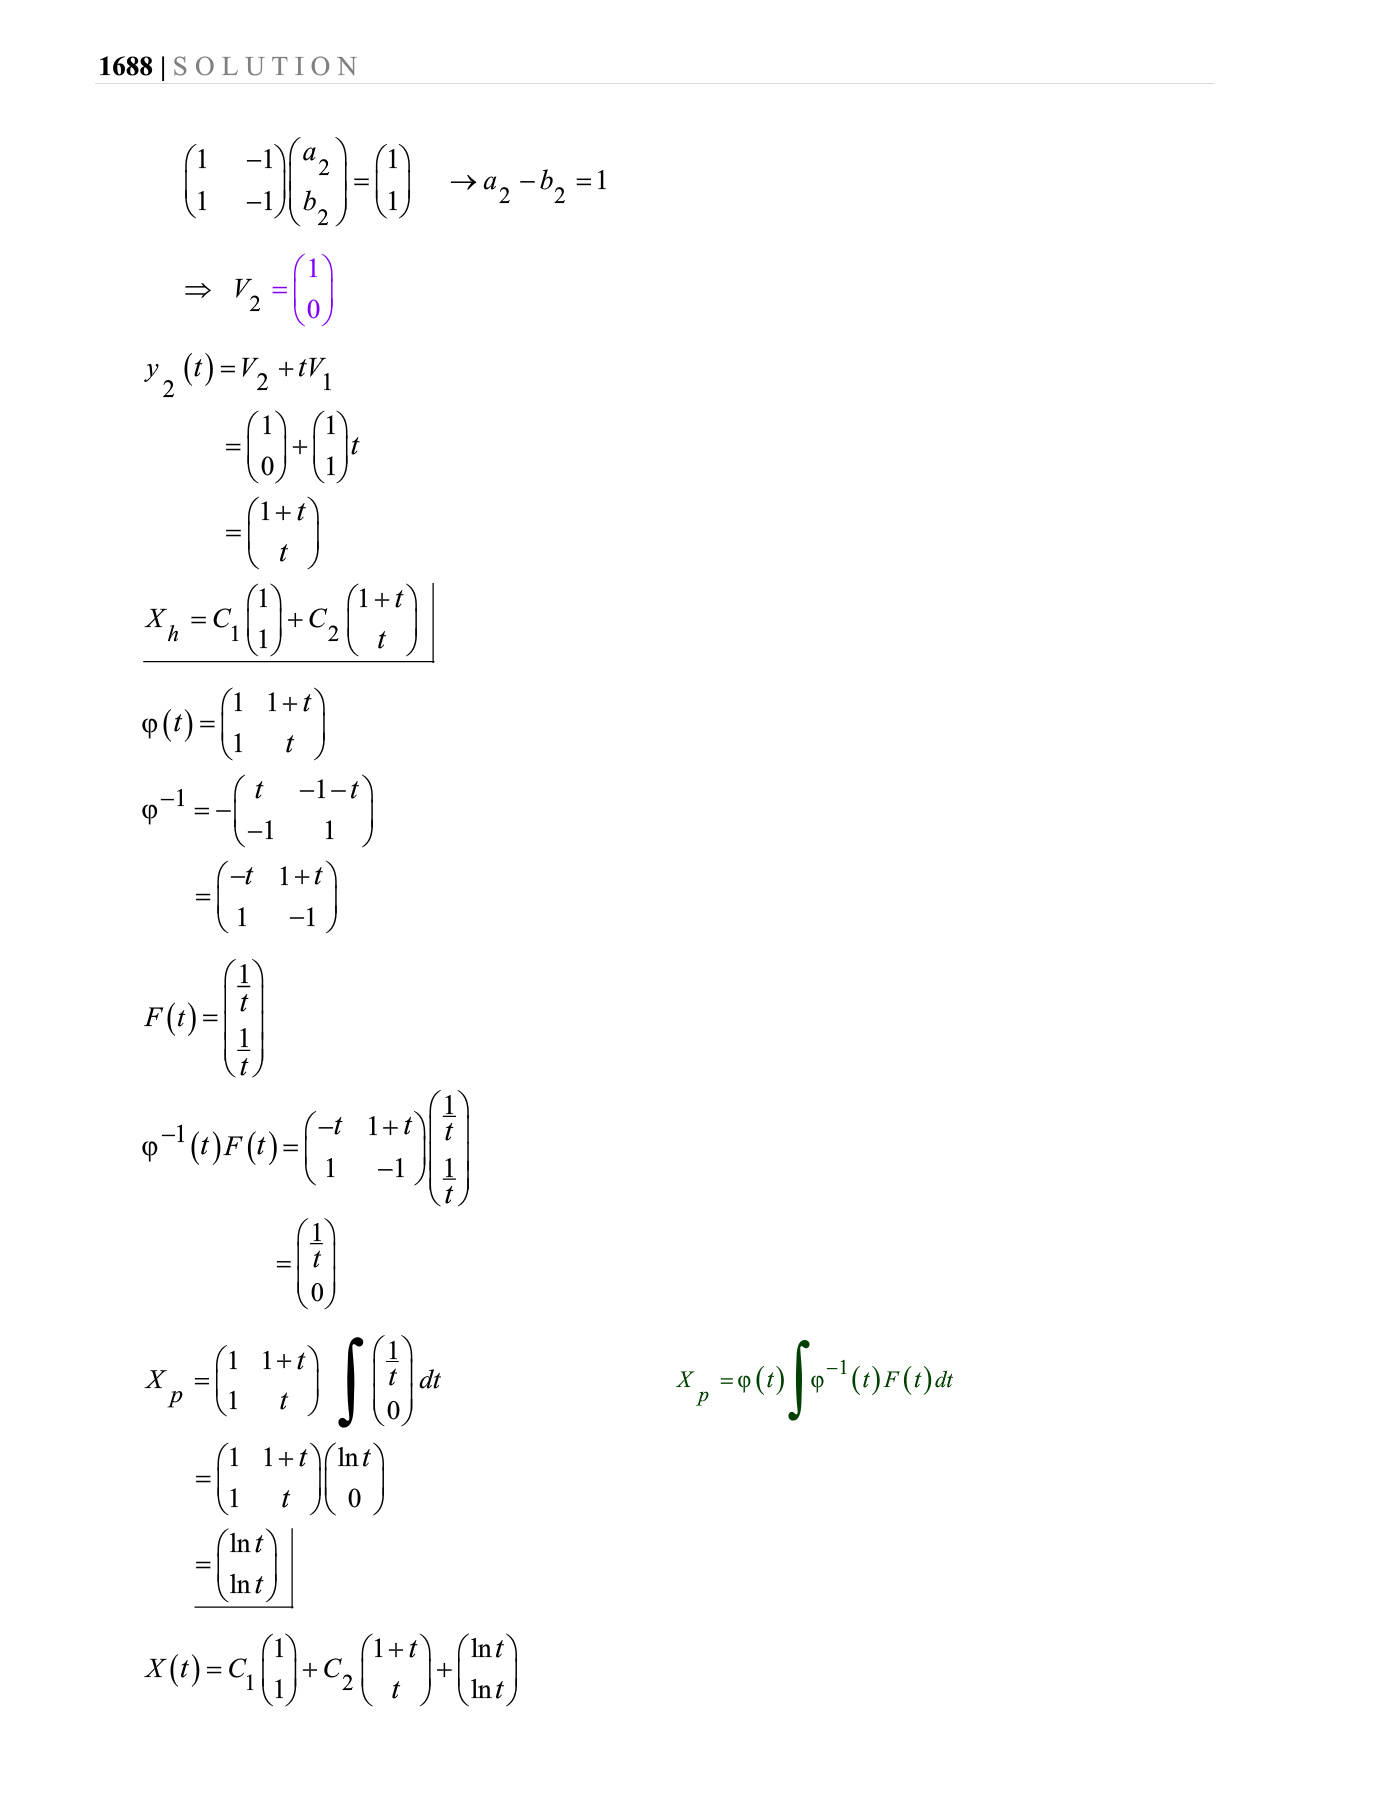 1688 | SOLUTION
\begin{pmatrix} 1 & -1 \\ 1 & -1 \end{pmatrix} \begin{pmatrix} a_2 \\ b_2 \end{pmatrix} = \begin{pmatrix} 1 \\ 1 \end{pmatrix} \quad \rightarrow a_2 - b_2 = 1
\Rightarrow V_2 = \begin{pmatrix} 1 \\ 0 \end{pmatrix}
y_2(t) = V_2 + tV_1
= \begin{pmatrix} 1 \\ 0 \end{pmatrix} + \begin{pmatrix} 1 \\ 1 \end{pmatrix} t
= \begin{pmatrix} 1+t \\ t \end{pmatrix}
X_h = C_1 \begin{pmatrix} 1 \\ 1 \end{pmatrix} + C_2 \begin{pmatrix} 1+t \\ t \end{pmatrix}
φ(t) = \begin{pmatrix} 1 & 1+t \\ 1 & t \end{pmatrix}
φ^{-1} = -\begin{pmatrix} t & -1-t \\ -1 & 1 \end{pmatrix}
= \begin{pmatrix} -t & 1+t \\ 1 & -1 \end{pmatrix}
F(t) = \begin{pmatrix} \frac{1}{t} \\ \frac{1}{t} \end{pmatrix}
φ^{-1}(t) F(t) = \begin{pmatrix} -t & 1+t \\ 1 & -1 \end{pmatrix} \begin{pmatrix} \frac{1}{t} \\ \frac{1}{t} \end{pmatrix}
= \begin{pmatrix} \frac{1}{t} \\ 0 \end{pmatrix}
X_p = \begin{pmatrix} 1 & 1+t \\ 1 & t \end{pmatrix} \int \begin{pmatrix} \frac{1}{t} \\ 0 \end{pmatrix} dt \quad X_p = φ(t) \int φ^{-1}(t) F(t) dt
= \begin{pmatrix} 1 & 1+t \\ 1 & t \end{pmatrix} \begin{pmatrix} \ln t \\ 0 \end{pmatrix}
= \begin{pmatrix} \ln t \\ \ln t \end{pmatrix}
X(t) = C_1 \begin{pmatrix} 1 \\ 1 \end{pmatrix} + C_2 \begin{pmatrix} 1+t \\ t \end{pmatrix} + \begin{pmatrix} \ln t \\ \ln t \end{pmatrix}